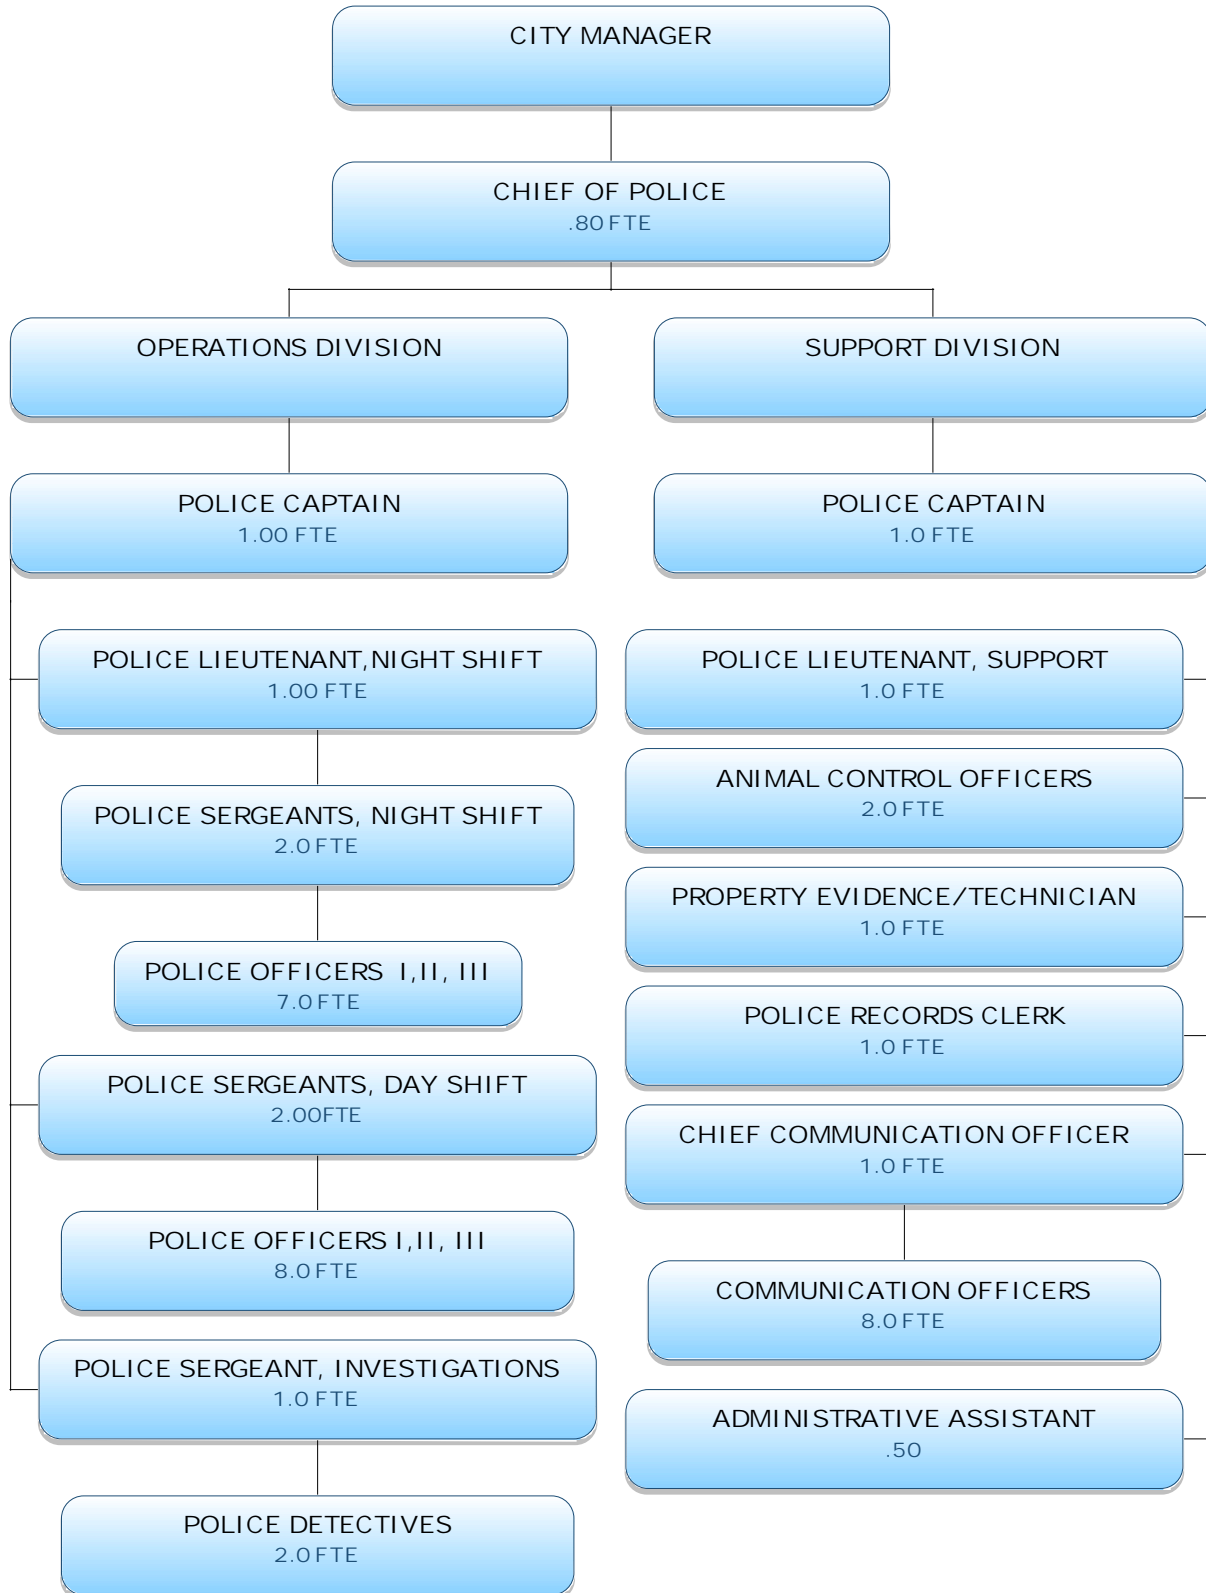 CITY MANAGER
CHIEF OF POLICE
.80 FTE
OPERATIONS DIVISION
SUPPORT DIVISION
POLICE CAPTAIN
1.00 FTE
POLICE CAPTAIN
1.0 FTE
POLICE LIEUTENANT,NIGHT SHIFT
1.00 FTE
POLICE SERGEANTS, NIGHT SHIFT
2.0 FTE
POLICE OFFICERS I,II, III
7.0 FTE
POLICE SERGEANTS, DAY SHIFT
2.00FTE
POLICE OFFICERS I,II, III
8.0 FTE
POLICE SERGEANT, INVESTIGATIONS
1.0 FTE
POLICE DETECTIVES
2.0 FTE
POLICE LIEUTENANT, SUPPORT
1.0 FTE
ANIMAL CONTROL OFFICERS
2.0 FTE
PROPERTY EVIDENCE/TECHNICIAN
1.0 FTE
POLICE RECORDS CLERK
1.0 FTE
CHIEF COMMUNICATION OFFICER
1.0 FTE
COMMUNICATION OFFICERS
8.0 FTE
ADMINISTRATIVE ASSISTANT
.50